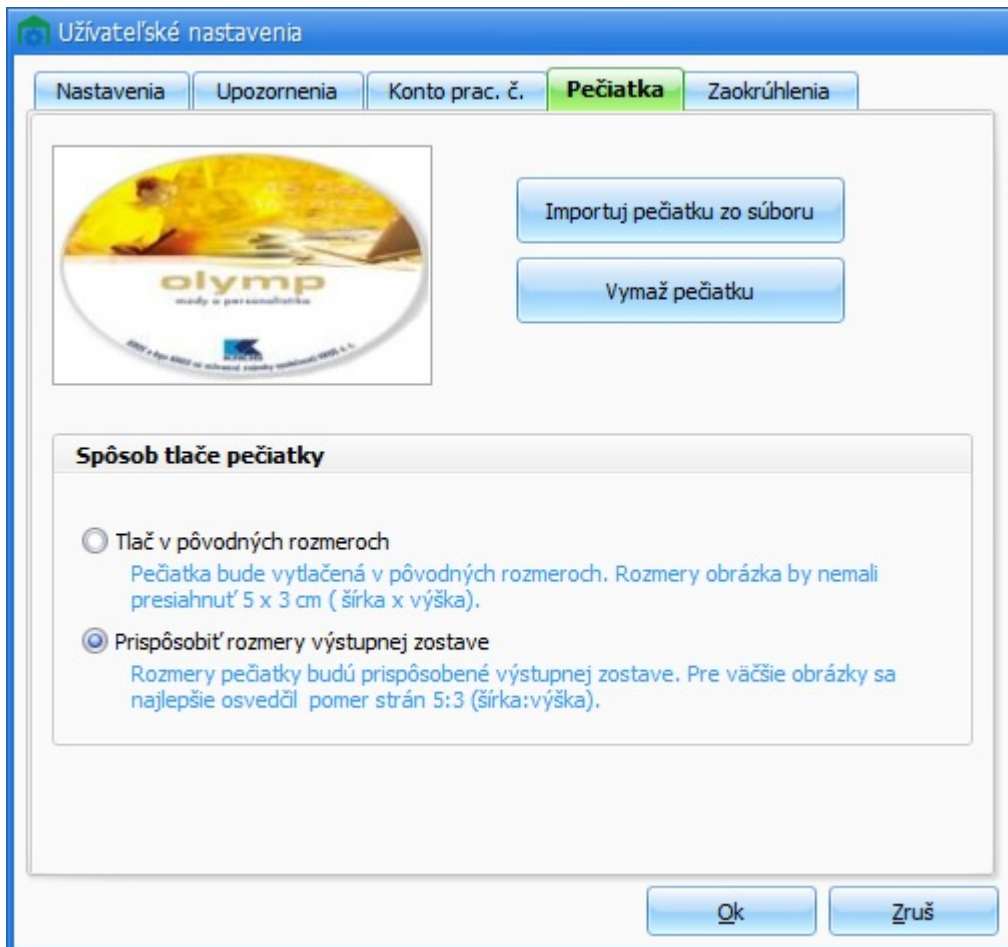 Užívateľské nastavenia
Nastavenia
Upozornenia
Konto prac. č.
Pečiatka
Zaokrúhlenia
olymp
mzdy a personalistika
Importuj pečiatku zo súboru
Vymaž pečiatku
Spôsob tlače pečiatky
Tlač v pôvodných rozmeroch
Pečiatka bude vytlačená v pôvodných rozmeroch. Rozmery obrázka by nemali
presiahnuť 5 x 3 cm ( šírka x výška).
Prispôsobiť rozmery výstupnej zostave
Rozmery pečiatky budú prispôsobené výstupnej zostave. Pre väčšie obrázky sa
najlepšie osvedčil  pomer strán 5:3 (šírka:výška).
Ok
Zruš